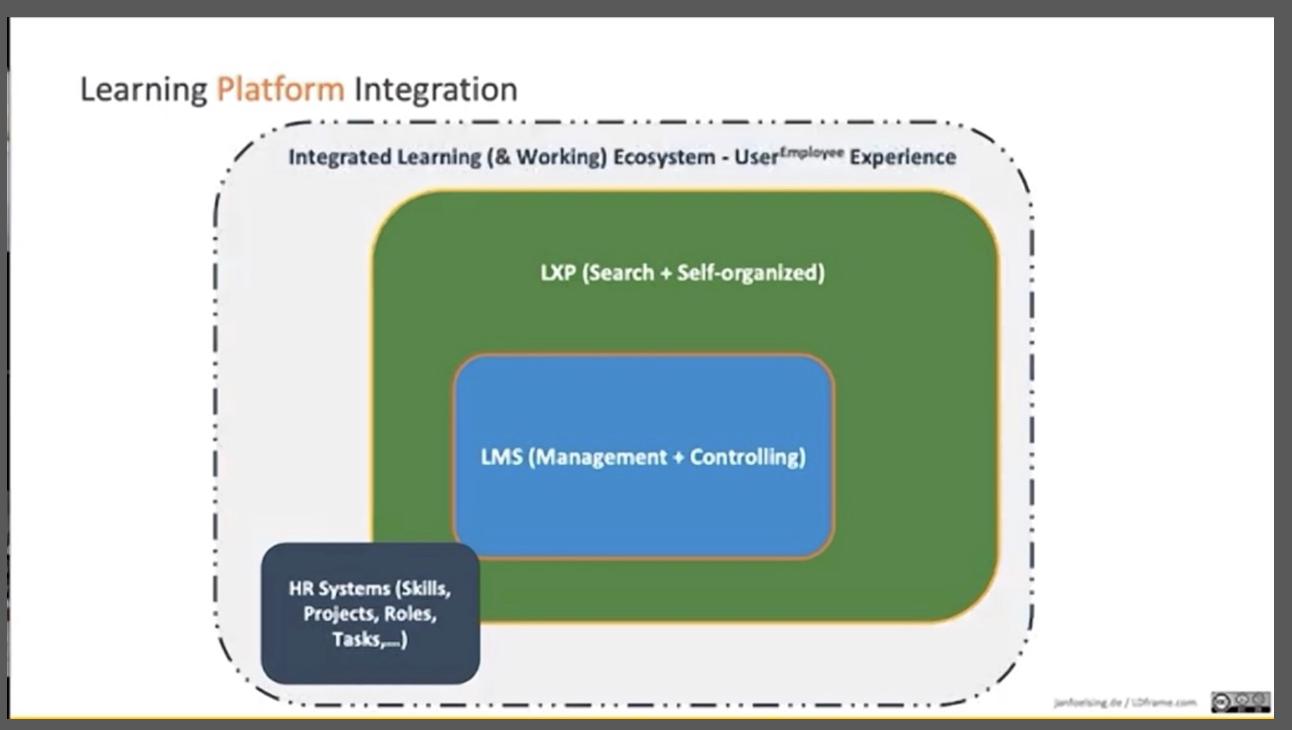 Learning Platform Integration
Integrated Learning (& Working) Ecosystem - User Employee Experience
LXP (Search + Self-organized)
LMS (Management + Controlling)
HR Systems (Skills,
Projects, Roles,
Tasks,...)
janfoelsing.de / LDframe.com